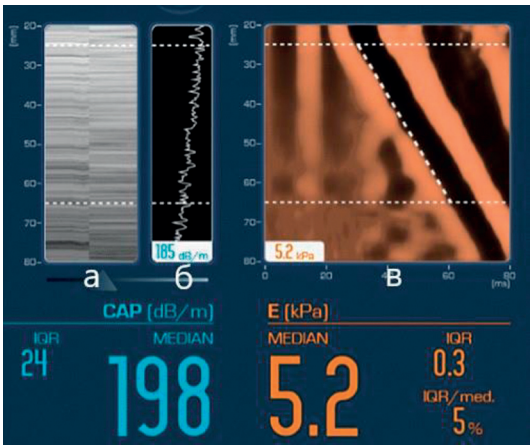 [mm]
20
30
40
50
60
70
80
185 dB/m
а
б
[mm]
20
30
40
50
60
70
80
5.2 kPa
0
20
40
60
80
[ms]
в
CAP (dB/m)
IQR
24
MEDIAN
198
E [kPa]
MEDIAN
5.2
IQR
0.3
IQR/med.
5%